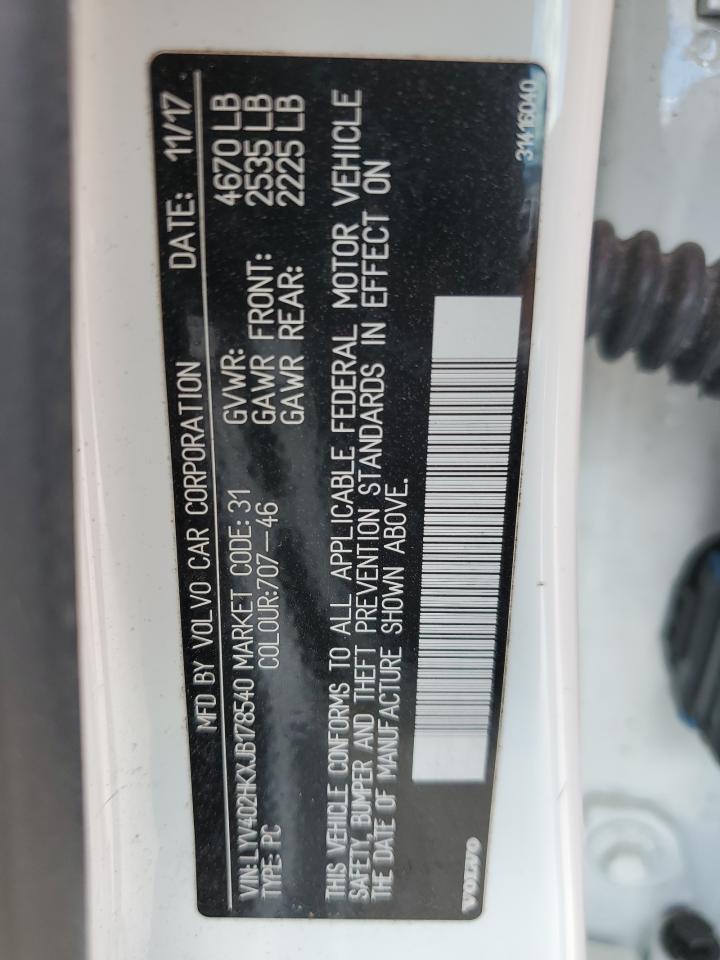 MFD BY VOLVO CAR CORPORATION DATE: 11/17
VIN: LYV402HKXJB178540 MARKET CODE: 31 GVWR: 4670 LB
TYPE: PC COLOUR:707-46 GAWR FRONT: 2535 LB
GAWR REAR: 2225 LB
THIS VEHICLE CONFORMS TO ALL APPLICABLE FEDERAL MOTOR VEHICLE
SAFETY, BUMPER AND THEFT PREVENTION STANDARDS IN EFFECT ON
THE DATE OF MANUFACTURE SHOWN ABOVE.
VOLVO 31416040